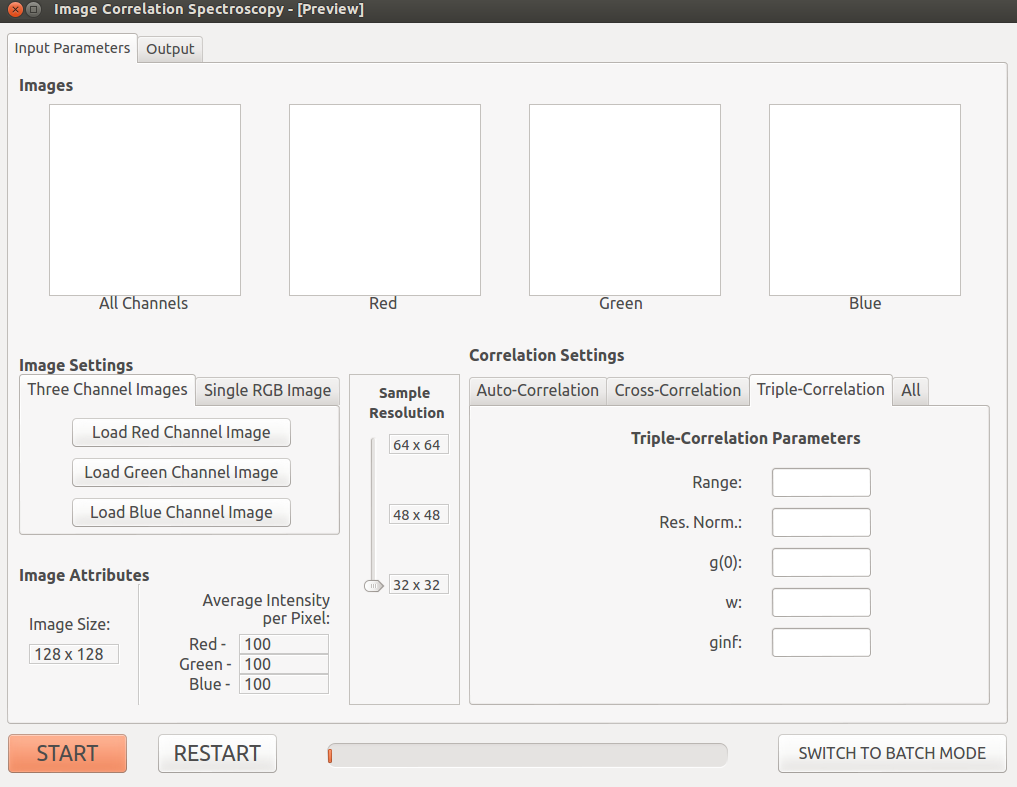 Image Correlation Spectroscopy - [Preview]
Input Parameters
Output
Images
All Channels
Red
Green
Blue
Image Settings
Three Channel Images
Single RGB Image
Load Red Channel Image
Load Green Channel Image
Load Blue Channel Image
Sample
Resolution
64 x 64
48 x 48
32 x 32
Correlation Settings
Auto-Correlation
Cross-Correlation
Triple-Correlation
All
Triple-Correlation Parameters
Range:
Res. Norm.:
g(0):
w:
ginf:
Image Attributes
Image Size:
128 x 128
Average Intensity
per Pixel:
Red - 100
Green - 100
Blue - 100
START
RESTART
SWITCH TO BATCH MODE